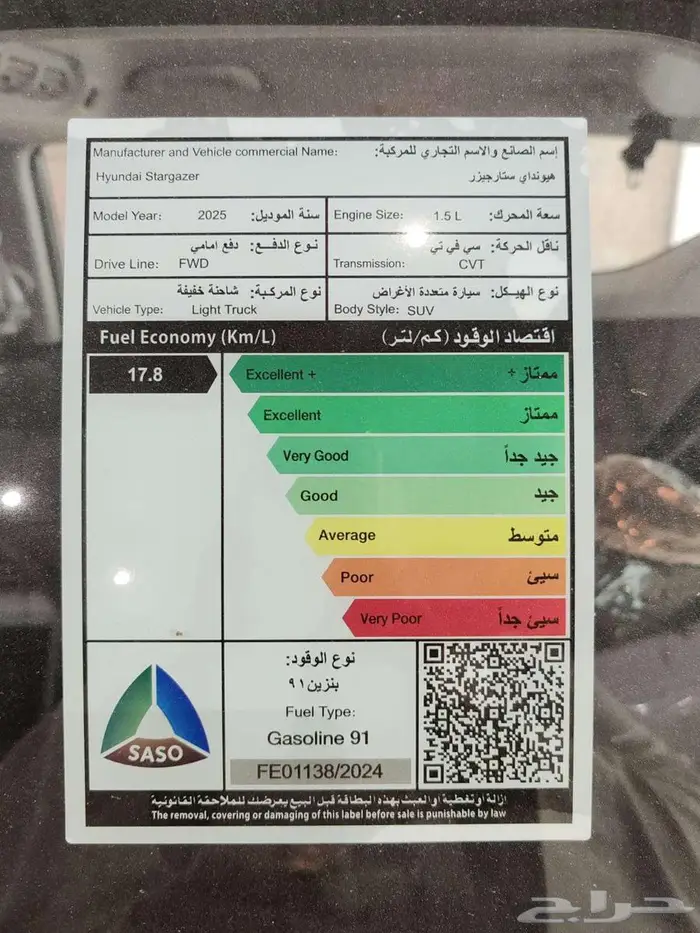 Manufacturer and Vehicle commercial Name: إسم الصانع والاسم التجاري للمركبة:
Hyundai Stargazer هيونداي ستارجيزر
Model Year: 2025 سنة الموديل: Engine Size: 1.5 L سعة المحرك:
نوع الدفع: دفع امامي ناقل الحركة: سي في تي
Drive Line: FWD Transmission: CVT
نوع المركبة: شاحنة خفيفة نوع الهيكل: سيارة متعددة الأغراض
Vehicle Type: Light Truck Body Style: SUV
Fuel Economy (Km/L) اقتصاد الوقود (كم/لتر)
17.8 Excellent + ممتاز +
Excellent ممتاز
Very Good جيد جداً
Good جيد
Average متوسط
Poor سيئ
Very Poor سيئ جداً
نوع الوقود:
بنزين ٩١
Fuel Type:
Gasoline 91
SASO
FE01138/2024
إزالة أو تغطية أو العبث بهذه البطاقة قبل البيع يعرضك للملاحقة القانونية
The removal, covering or damaging of this label before sale is punishable by law
حراج